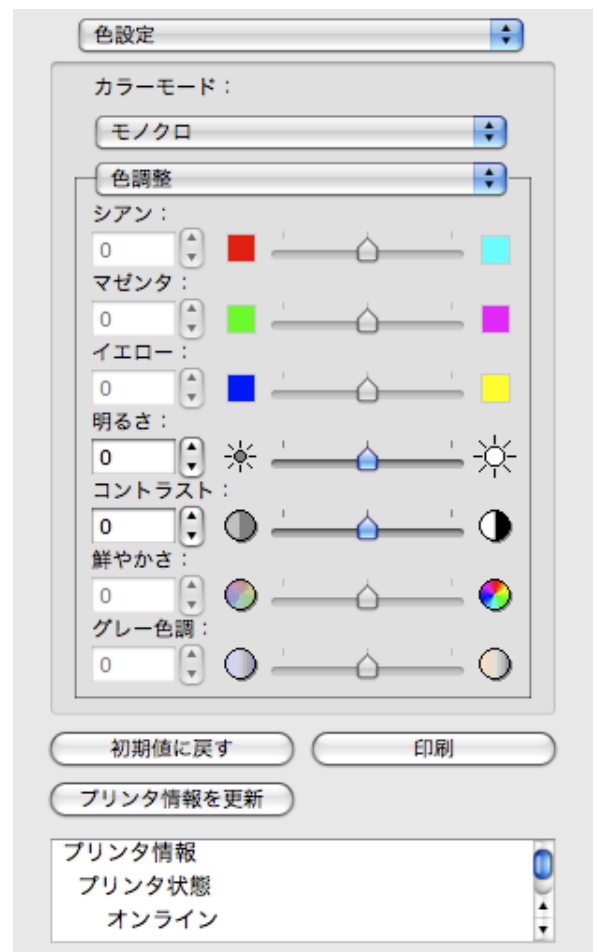 色設定
カラーモード：
モノクロ
色調整
シアン：
0
マゼンタ：
0
イエロー：
0
明るさ：
0
コントラスト：
0
鮮やかさ：
0
グレー色調：
0
初期値に戻す
印刷
プリンタ情報を更新
プリンタ情報
プリンタ状態
オンライン